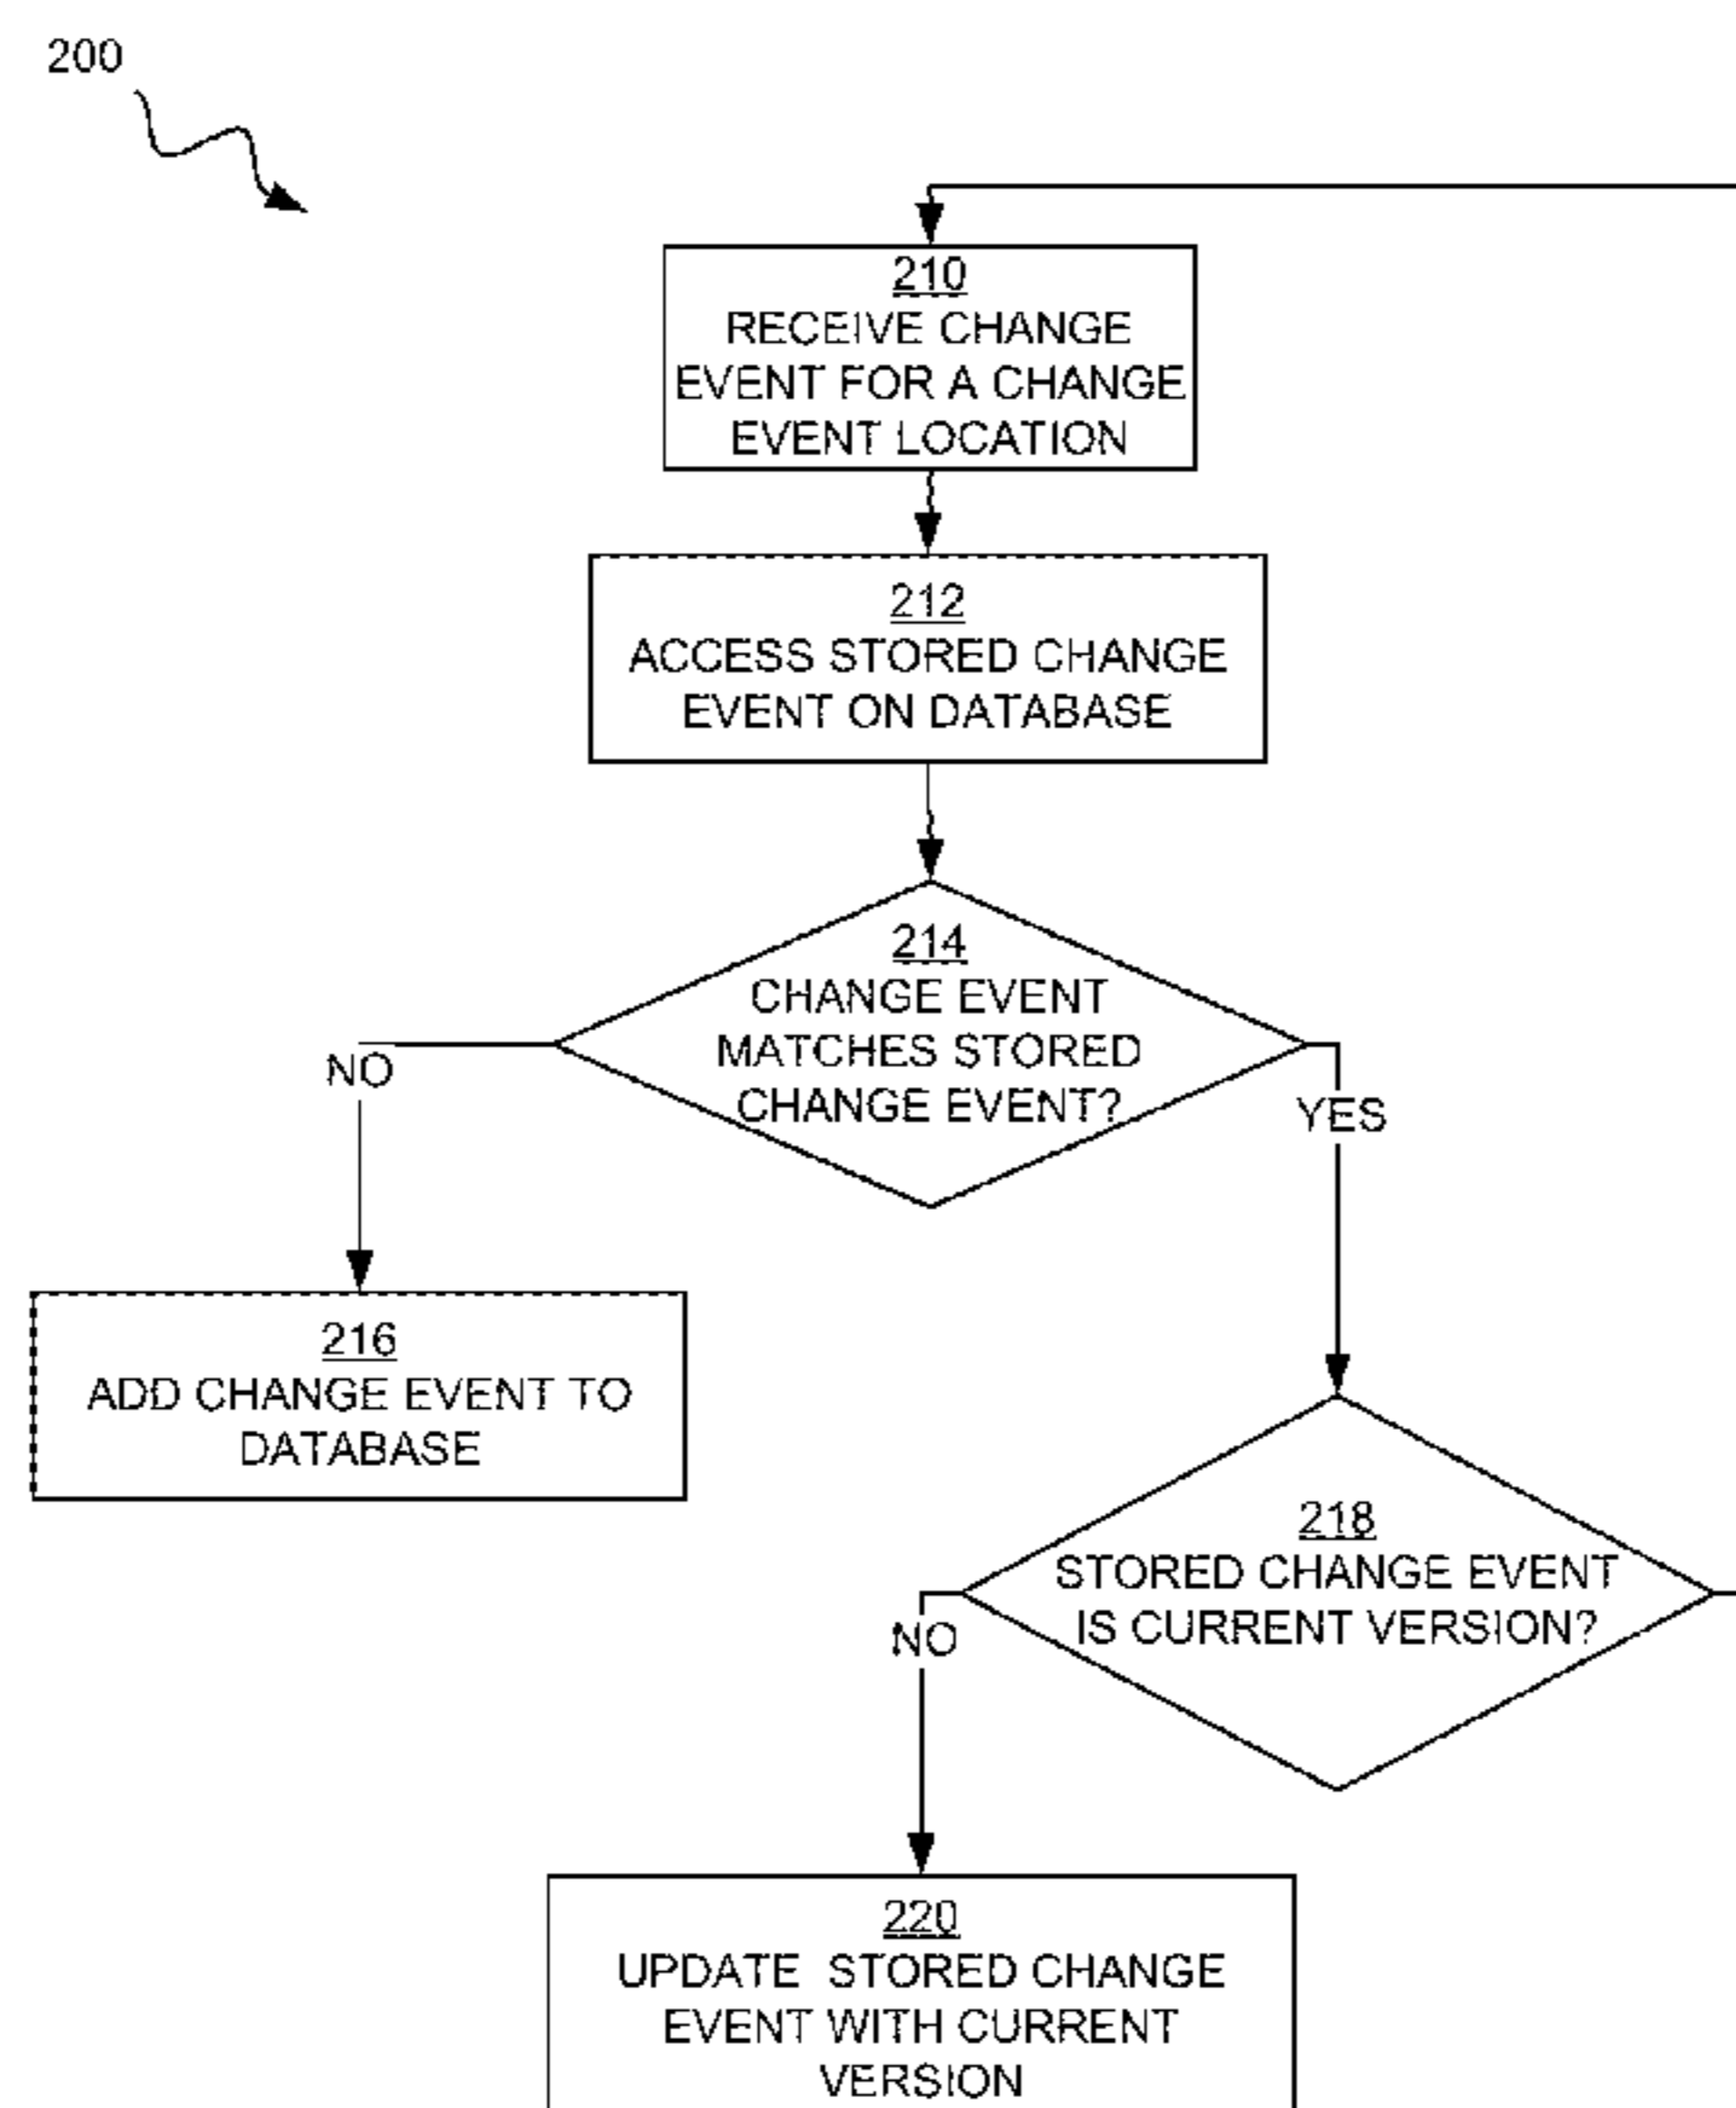 200
210
RECEIVE CHANGE
EVENT FOR A CHANGE
EVENT LOCATION
212
ACCESS STORED CHANGE
EVENT ON DATABASE
214
CHANGE EVENT
MATCHES STORED
CHANGE EVENT?
NO
YES
216
ADD CHANGE EVENT TO
DATABASE
218
STORED CHANGE EVENT
IS CURRENT VERSION?
NO
220
UPDATE STORED CHANGE
EVENT WITH CURRENT
VERSION